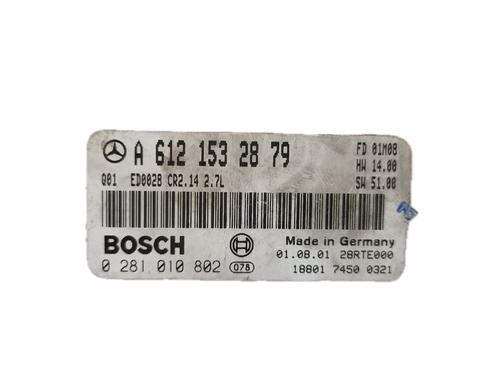 A 612 153 28 79
FD 01M08
HW 14.00
SW 51.00
Q01 ED0028 CR2.14 2.7L
BOSCH
Made in Germany
0 281 010 802 078
01.08.01 28RTE000
18801 7450 0321